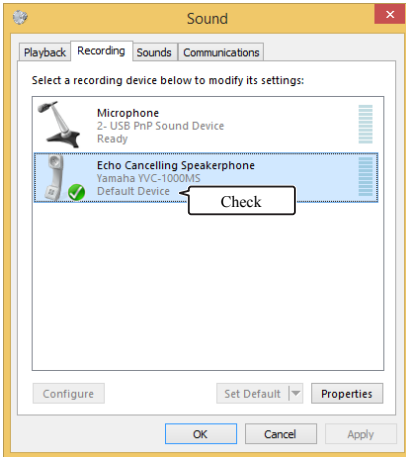 Sound
Playback Recording Sounds Communications
Select a recording device below to modify its settings:
Microphone
2- USB PnP Sound Device
Ready
Echo Cancelling Speakerphone
Yamaha YVC-1000MS
Default Device
Check
Configure Set Default Properties
OK Cancel Apply